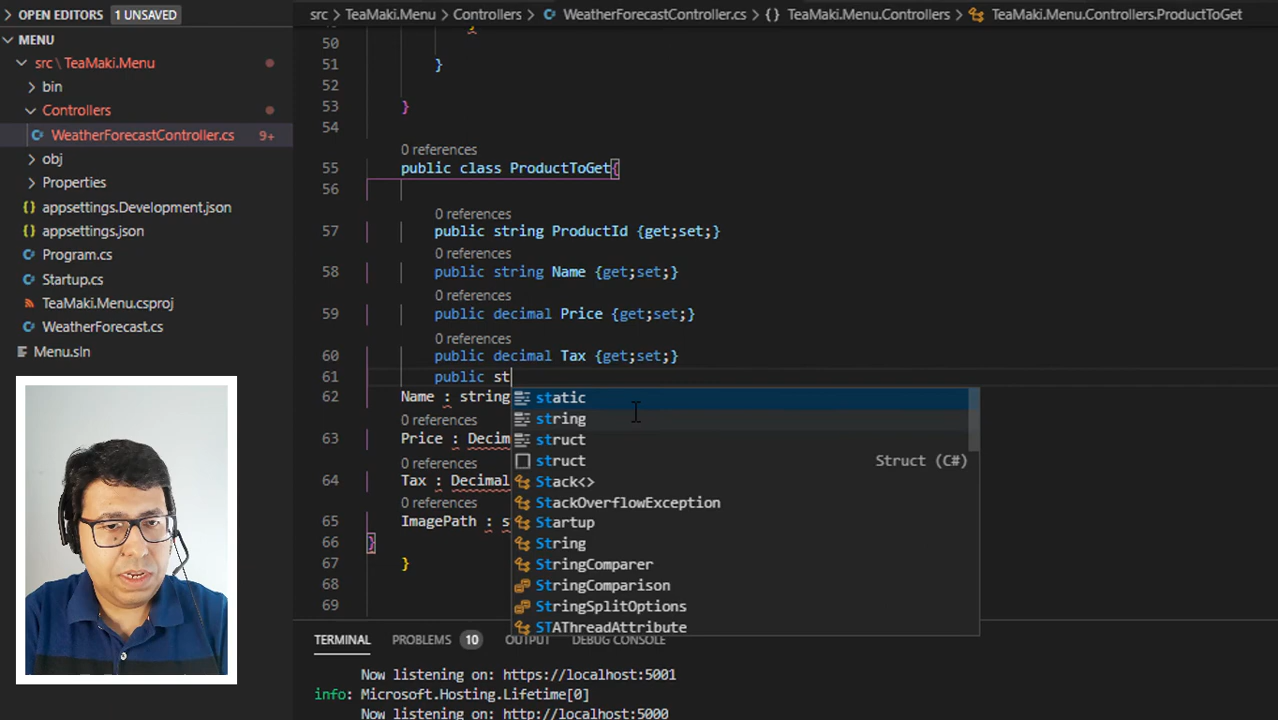 OPEN EDITORS 1 UNSAVED
src > TeaMaki.Menu > Controllers > WeatherForecastController.cs > {} TeaMaki.Menu.Controllers > TeaMaki.Menu.Controllers.ProductToGet
MENU
src \ TeaMaki.Menu
bin
Controllers
WeatherForecastController.cs 9+
obj
Properties
{} appsettings.Development.json
{} appsettings.json
Program.cs
Startup.cs
TeaMaki.Menu.csproj
WeatherForecast.cs
Menu.sln
50 }
51 }
52
53 }
54
0 references
55 public class ProductToGet{
56
0 references
57 public string ProductId {get;set;}
0 references
58 public string Name {get;set;}
0 references
59 public decimal Price {get;set;}
0 references
60 public decimal Tax {get;set;}
61 public st
62 Name : string
0 references
63 Price : Decim
0 references
64 Tax : Decimal
0 references
65 ImagePath : s
66 }
67 }
68
69
static
string
struct
struct Struct (C#)
Stack<>
StackOverflowException
Startup
String
StringComparer
StringComparison
StringSplitOptions
STAThreadAttribute
TERMINAL PROBLEMS 10 OUTPUT DEBUG CONSOLE
Now listening on: https://localhost:5001
info: Microsoft.Hosting.Lifetime[0]
Now listening on: http://localhost:5000